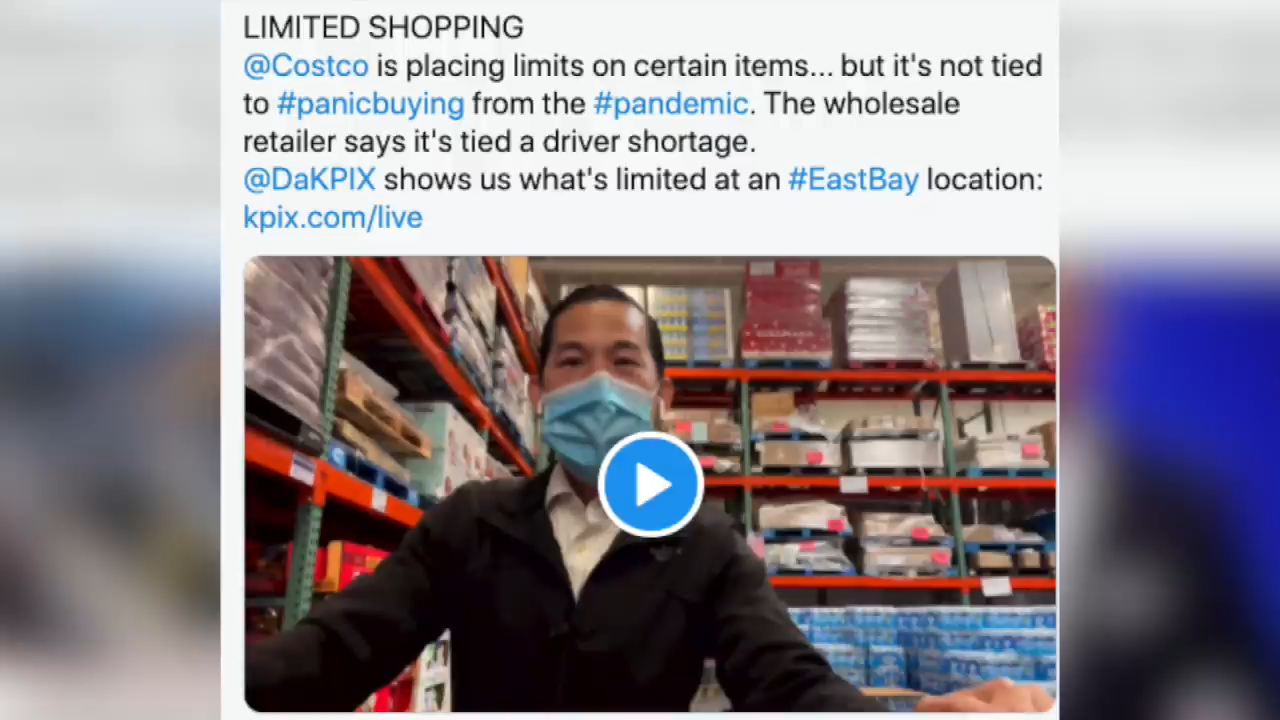 LIMITED SHOPPING
@Costco is placing limits on certain items... but it's not tied
to #panicbuying from the #pandemic. The wholesale
retailer says it's tied a driver shortage.
@DaKPIX shows us what's limited at an #EastBay location:
kpix.com/live